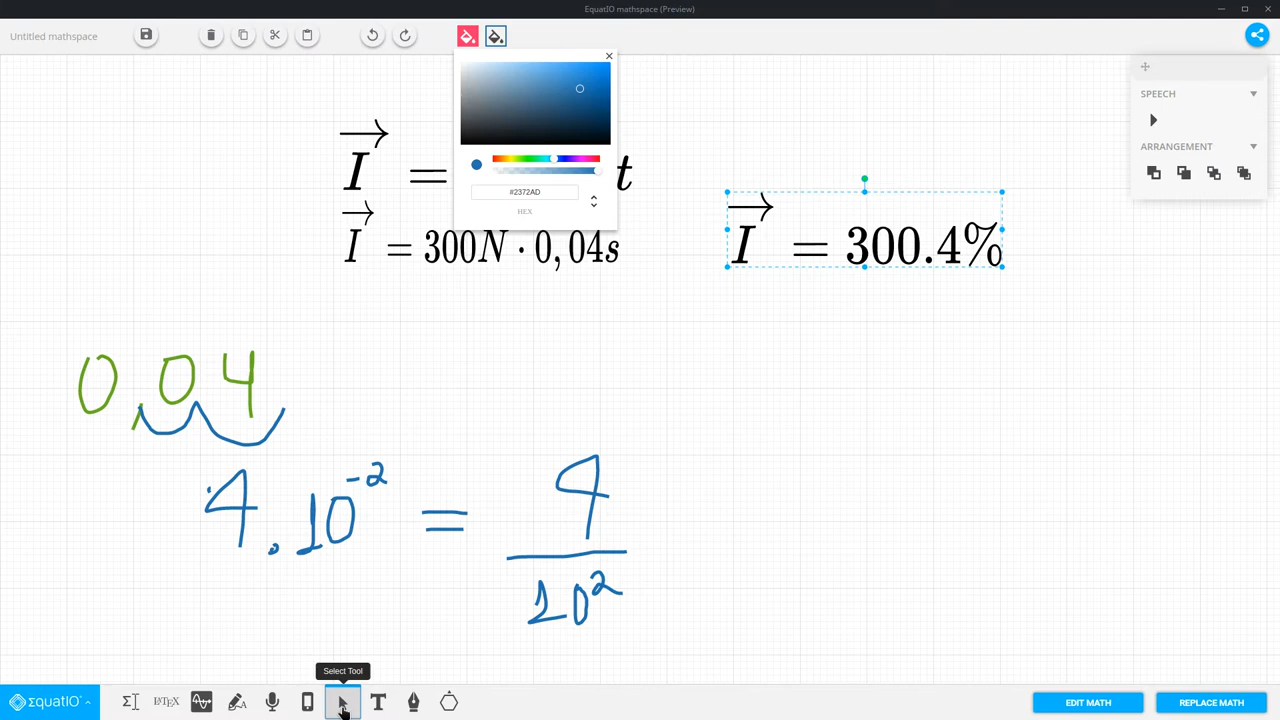 EquatIO mathspace (Preview)
Untitled mathspace
SPEECH
ARRANGEMENT
#2372AD
HEX
I⃗ = t
I⃗ = 300N · 0,04s
I⃗ = 300.4%
0,04
4.10⁻² = 4/10²
Select Tool
EQUATIO
LATEX
T
EDIT MATH
REPLACE MATH